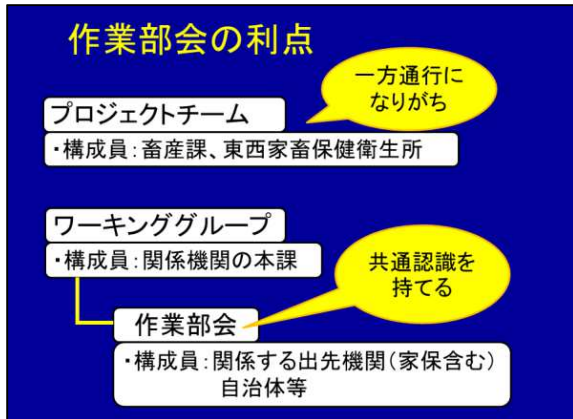 作業部会の利点
一方通行に
なりがち
プロジェクトチーム
・構成員：畜産課、東西家畜保健衛生所
ワーキンググループ
・構成員：関係機関の本課
共通認識を
持てる
作業部会
・構成員：関係する出先機関（家保含む）
自治体等